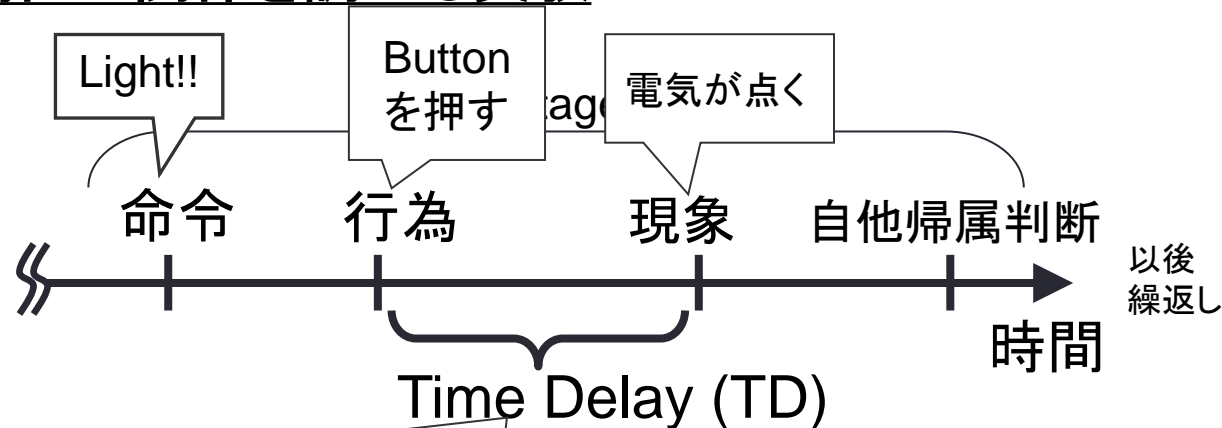 Light!!
Button
を押す
電気が点く
命令
行為
現象
自他帰属判断
以後
繰返し
時間
Time Delay (TD)